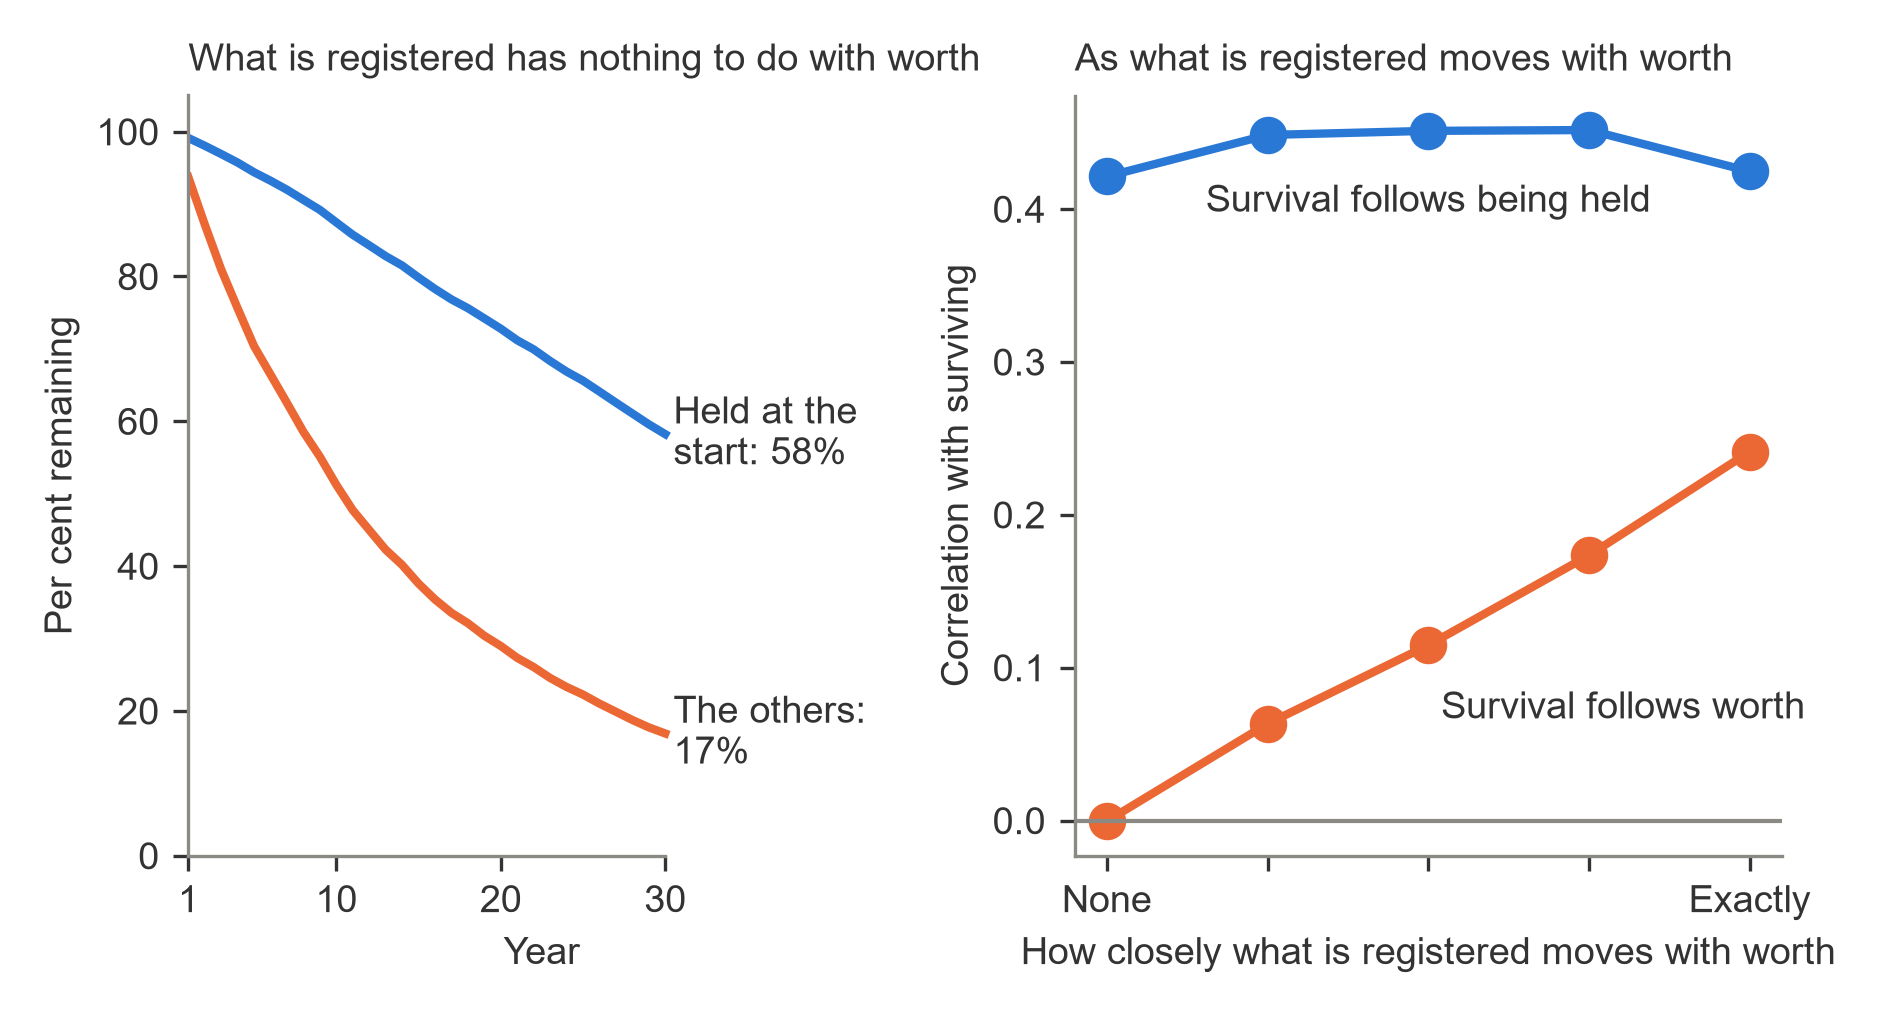 What is registered has nothing to do with worth
Per cent remaining
100
80
60
40
20
0
1
10
20
30
Year
Held at the
start: 58%
The others:
17%
As what is registered moves with worth
Correlation with surviving
0.4
0.3
0.2
0.1
0.0
Survival follows being held
Survival follows worth
None
Exactly
How closely what is registered moves with worth